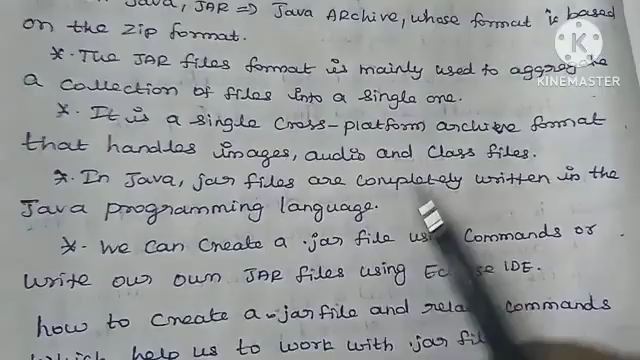 In Java, JAR => Java ARchive, whose format is based
on the zip format.
*. The JAR files format is mainly used to aggregate
a collection of files into a single one.
*. It is a single cross-platform archive format
that handles images, audio and class files.
*. In Java, jar files are completely written in the
Java programming language.
*. We can create a .jar file commands or
write our own JAR files using IDE.
how to create a .jar file and commands
which help us to work with .jar
K
KINEMASTER